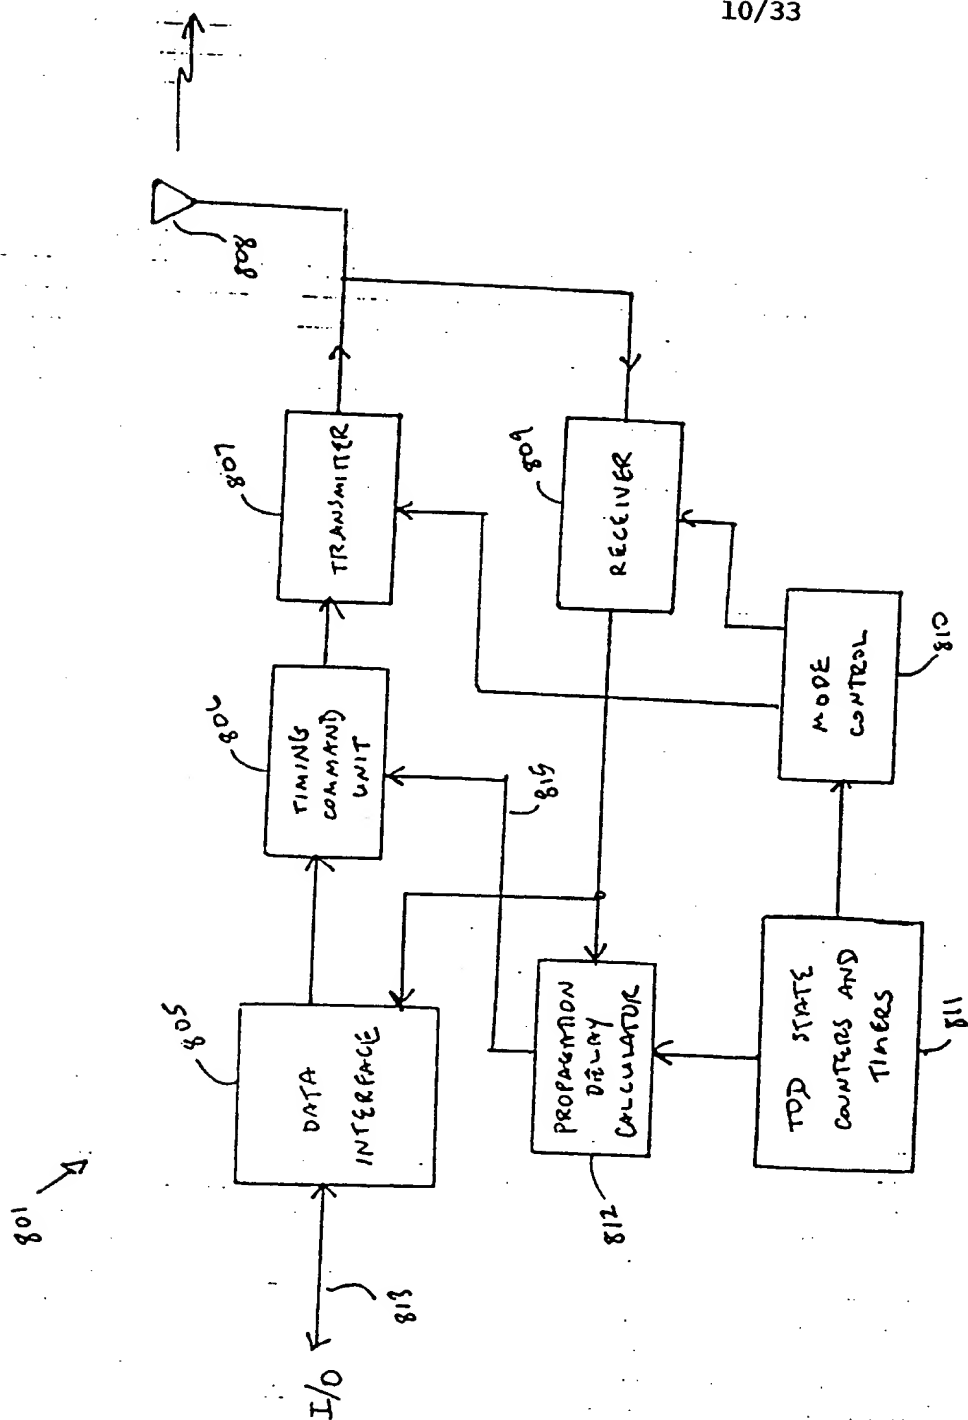 10/33
801
I/O
813
805
DATA
INTERFACE
806
TIMING
COMMAND
UNIT
807
TRANSMITTER
808
815
809
RECEIVER
812
PROPAGATION
DELAY
CALCULATOR
810
MODE
CONTROL
811
TOD STATE
COUNTERS AND
TIMERS